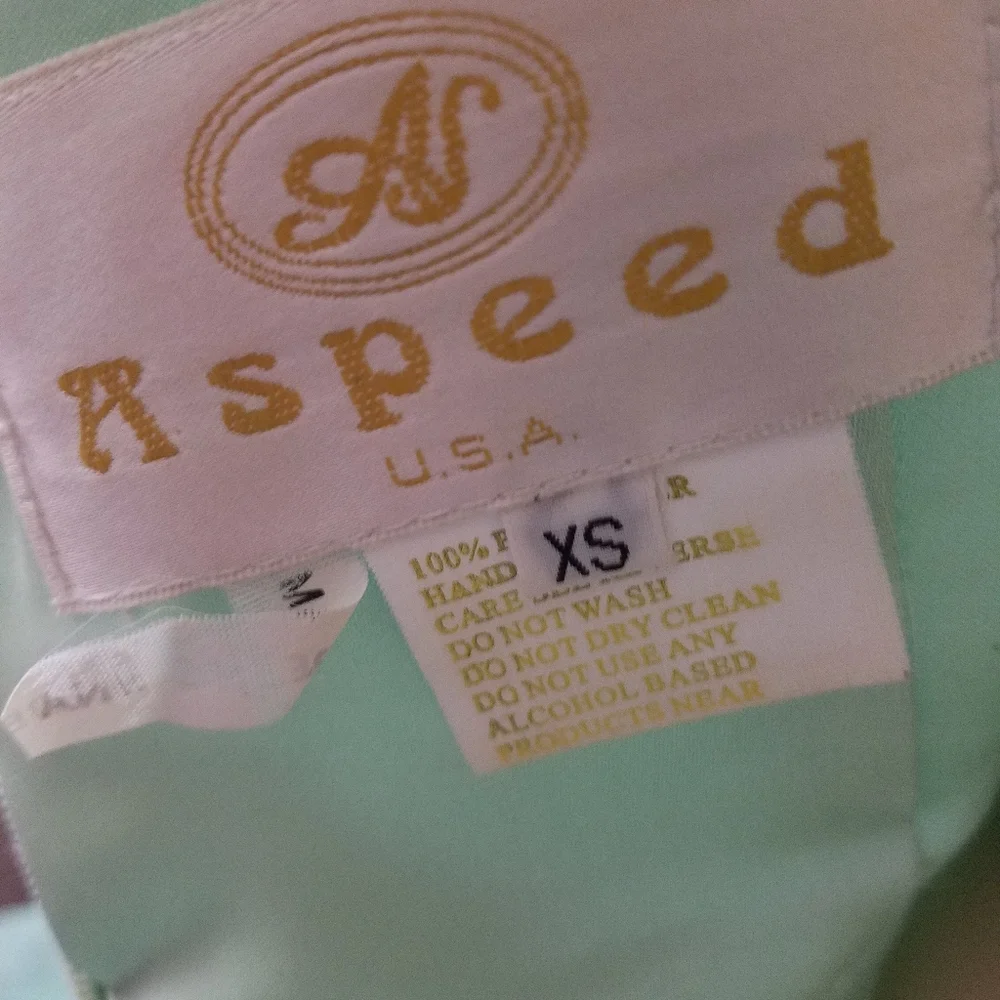 A
Aspeed
U.S.A.
XS
R
100% P
HAND ERSE
CARE
DO NOT WASH
DO NOT DRY CLEAN
DO NOT USE ANY
ALCOHOL BASED
PRODUCTS NEAR
M